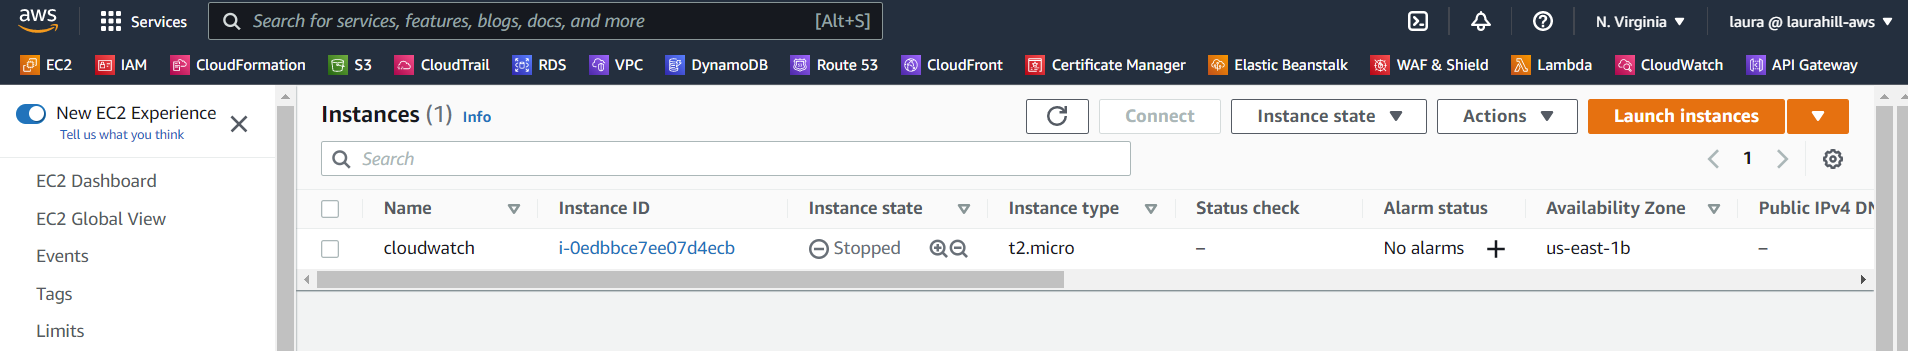 aws Services Search for services, features, blogs, docs, and more [Alt+S] N. Virginia laura @ laurahill-aws
EC2 IAM CloudFormation S3 CloudTrail RDS VPC DynamoDB Route 53 CloudFront Certificate Manager Elastic Beanstalk WAF & Shield Lambda CloudWatch API Gateway
New EC2 Experience
Tell us what you think
EC2 Dashboard
EC2 Global View
Events
Tags
Limits
Instances (1) Info Connect Instance state Actions Launch instances
Search 1
Name Instance ID Instance state Instance type Status check Alarm status Availability Zone Public IPv4 DN
cloudwatch i-0edbbce7ee07d4ecb Stopped t2.micro – No alarms + us-east-1b –